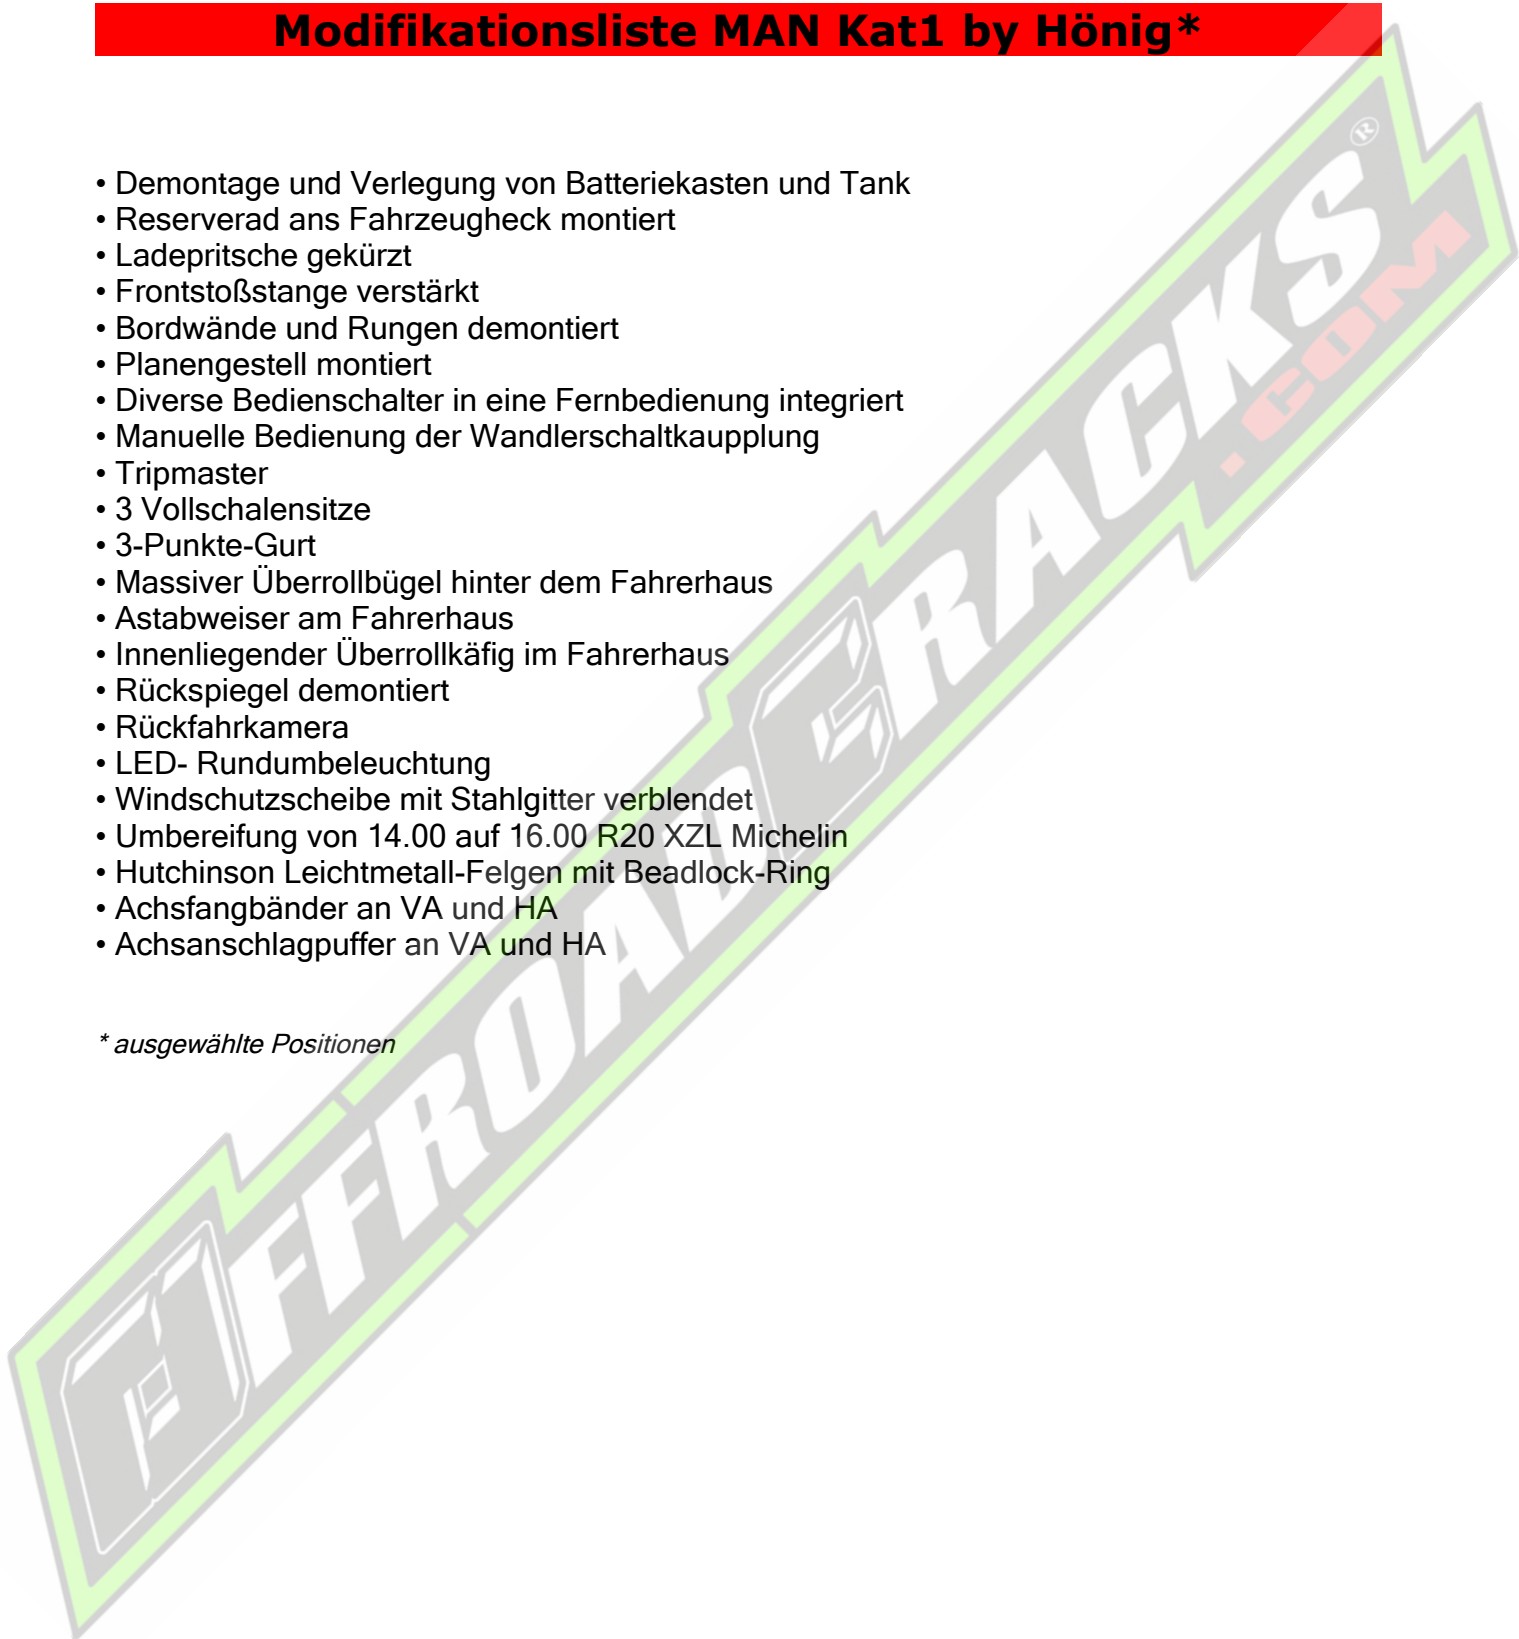 Modifikationsliste MAN Kat1 by Hönig*
• Demontage und Verlegung von Batteriekasten und Tank
• Reserverad ans Fahrzeugheck montiert
• Ladepritsche gekürzt
• Frontstoßstange verstärkt
• Bordwände und Rungen demontiert
• Planengestell montiert
• Diverse Bedienschalter in eine Fernbedienung integriert
• Manuelle Bedienung der Wandlerschaltkaupplung
• Tripmaster
• 3 Vollschalensitze
• 3-Punkte-Gurt
• Massiver Überrollbügel hinter dem Fahrerhaus
• Astabweiser am Fahrerhaus
• Innenliegender Überrollkäfig im Fahrerhaus
• Rückspiegel demontiert
• Rückfahrkamera
• LED- Rundumbeleuchtung
• Windschutzscheibe mit Stahlgitter verblendet
• Umbereifung von 14.00 auf 16.00 R20 XZL Michelin
• Hutchinson Leichtmetall-Felgen mit Beadlock-Ring
• Achsfangbänder an VA und HA
• Achsanschlagpuffer an VA und HA
* ausgewählte Positionen
OFFROADCRACKS®
.COM